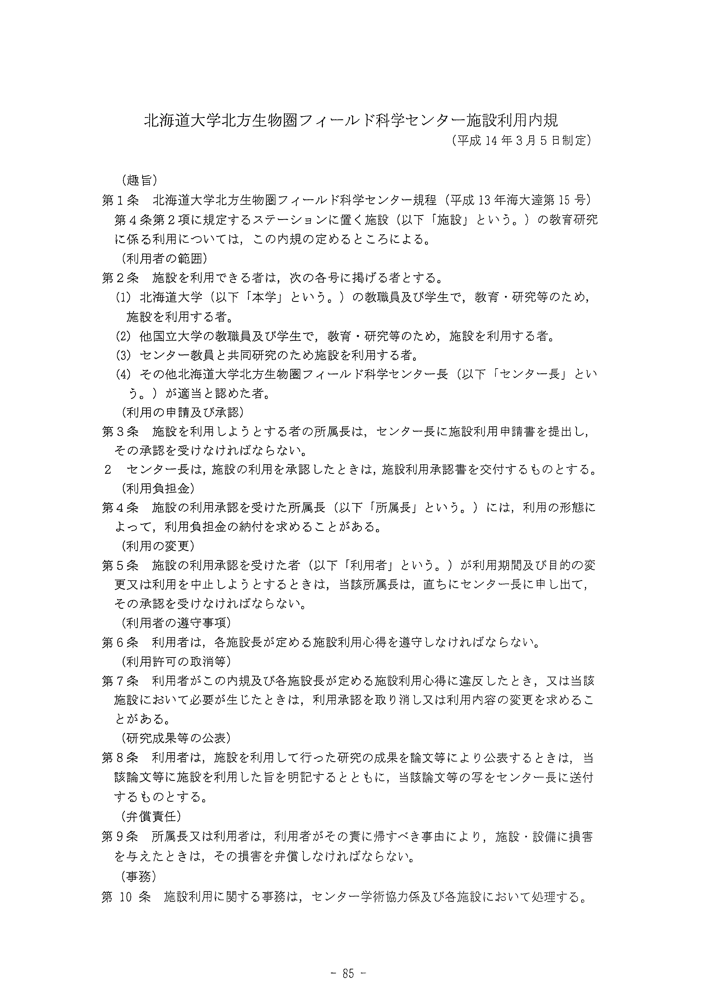 北海道大学北方生物圏フィールド科学センター施設利用内規
（平成 14 年３月５日制定）
（趣旨）
第１条　北海道大学北方生物圏フィールド科学センター規程（平成 13 年海大達第 15 号）
第４条第２項に規定するステーションに置く施設（以下「施設」という。）の教育研究
に係る利用については，この内規の定めるところによる。
（利用者の範囲）
第２条　施設を利用できる者は，次の各号に掲げる者とする。
(1) 北海道大学（以下「本学」という。）の教職員及び学生で，教育・研究等のため，
施設を利用する者。
(2) 他国立大学の教職員及び学生で，教育・研究等のため，施設を利用する者。
(3) センター教員と共同研究のため施設を利用する者。
(4) その他北海道大学北方生物圏フィールド科学センター長（以下「センター長」とい
う。）が適当と認めた者。
（利用の申請及び承認）
第３条　施設を利用しようとする者の所属長は，センター長に施設利用申請書を提出し，
その承認を受けなければならない。
２　センター長は，施設の利用を承認したときは，施設利用承認書を交付するものとする。
（利用負担金）
第４条　施設の利用承認を受けた所属長（以下「所属長」という。）には，利用の形態に
よって，利用負担金の納付を求めることがある。
（利用の変更）
第５条　施設の利用承認を受けた者（以下「利用者」という。）が利用期間及び目的の変
更又は利用を中止しようとするときは，当該所属長は，直ちにセンター長に申し出て，
その承認を受けなければならない。
（利用者の遵守事項）
第６条　利用者は，各施設長が定める施設利用心得を遵守しなければならない。
（利用許可の取消等）
第７条　利用者がこの内規及び各施設長が定める施設利用心得に違反したとき，又は当該
施設において必要が生じたときは，利用承認を取り消し又は利用内容の変更を求めるこ
とがある。
（研究成果等の公表）
第８条　利用者は，施設を利用して行った研究の成果を論文等により公表するときは，当
該論文等に施設を利用した旨を明記するとともに，当該論文等の写をセンター長に送付
するものとする。
（弁償責任）
第９条　所属長又は利用者は，利用者がその責に帰すべき事由により，施設・設備に損害
を与えたときは，その損害を弁償しなければならない。
（事務）
第 10 条　施設利用に関する事務は，センター学術協力係及び各施設において処理する。
- 85 -